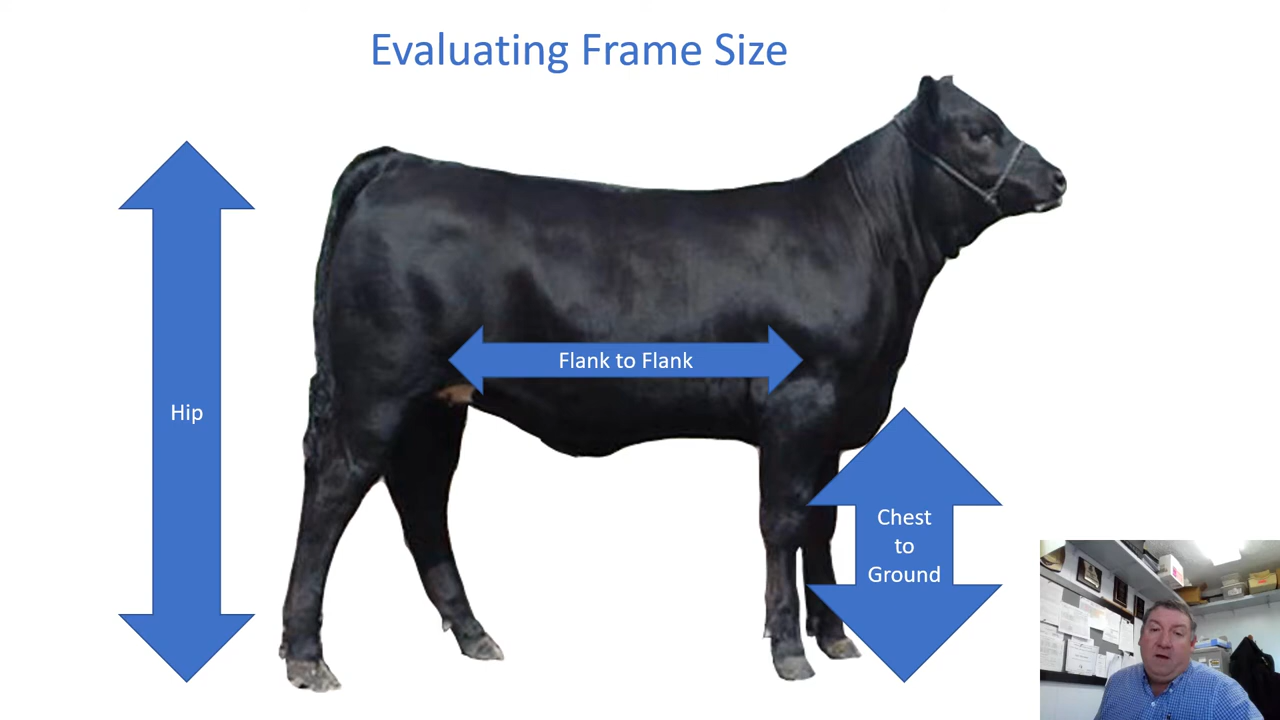 Evaluating Frame Size
Hip
Flank to Flank
Chest
to
Ground